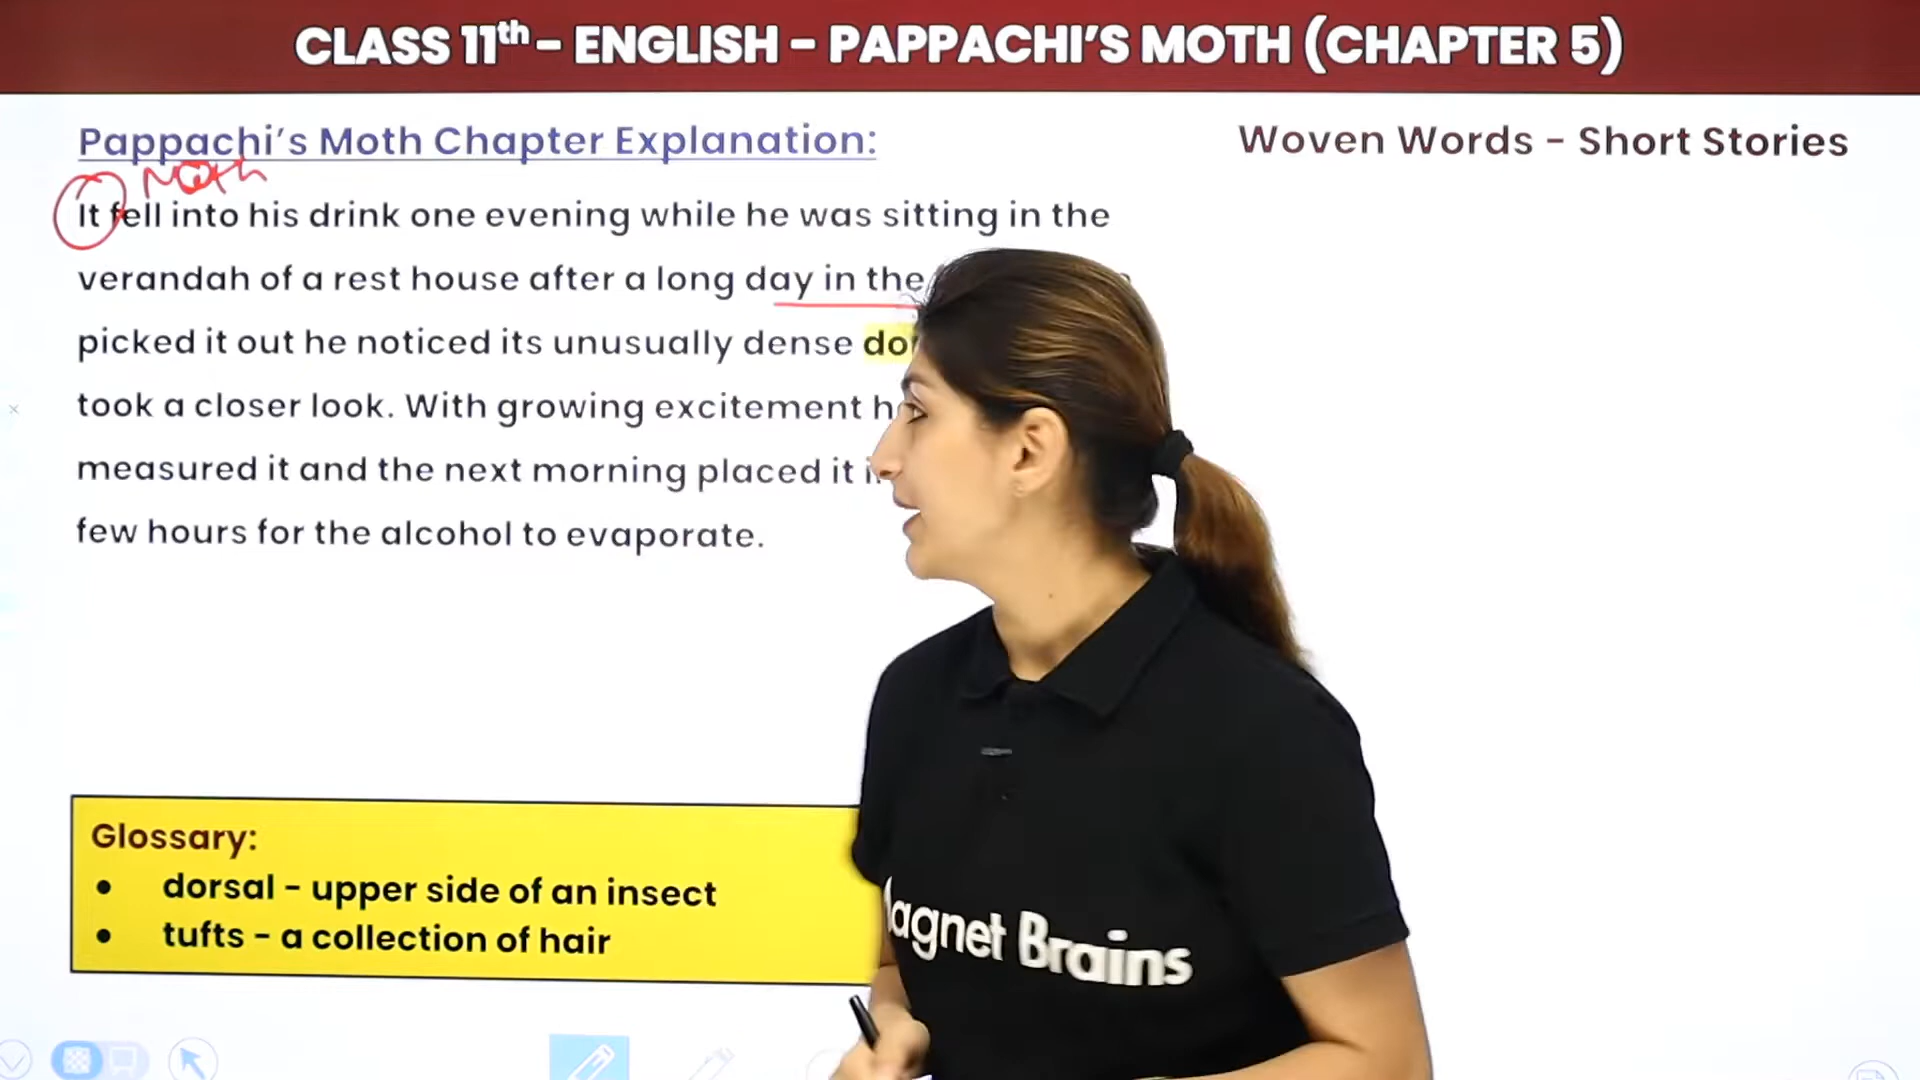 CLASS 11th – ENGLISH – PAPPACHI’S MOTH (CHAPTER 5)
Pappachi’s Moth Chapter Explanation:
Woven Words – Short Stories
Moth
It fell into his drink one evening while he was sitting in the
verandah of a rest house after a long day in the
picked it out he noticed its unusually dense
took a closer look. With growing excitement
measured it and the next morning placed it
few hours for the alcohol to evaporate.
Glossary:
● dorsal – upper side of an insect
● tufts – a collection of hair
agnet Brains